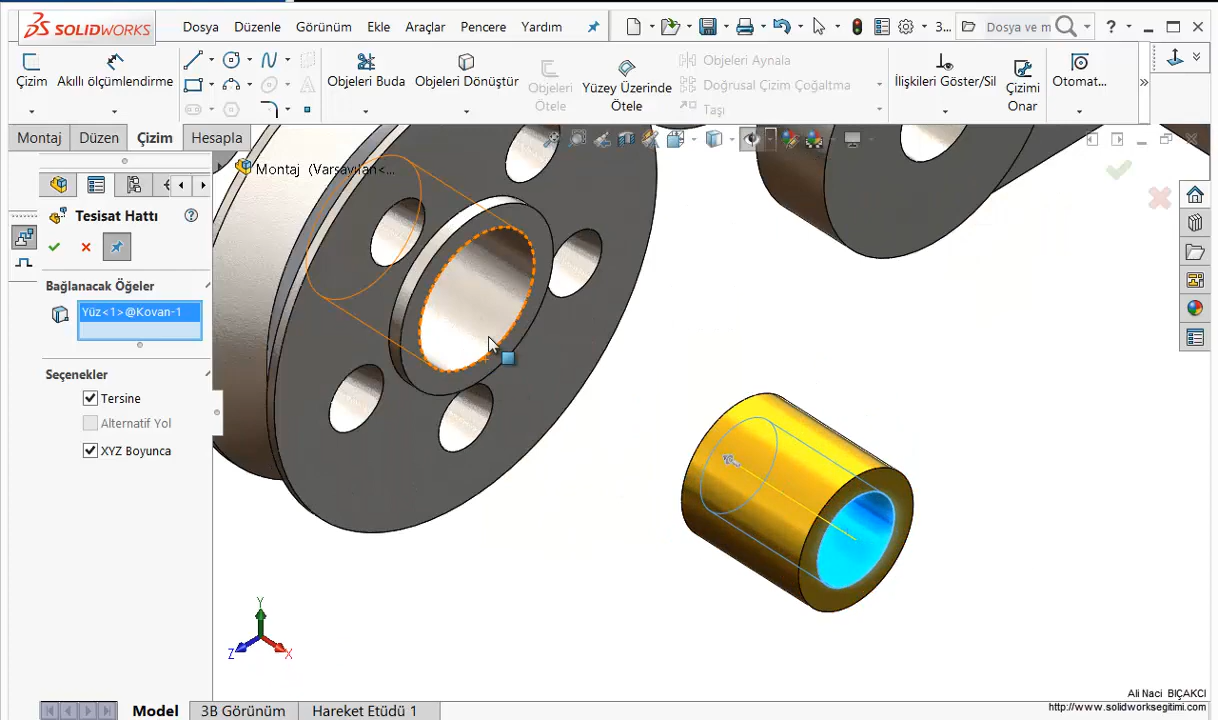 SOLIDWORKS
Dosya Düzenle Görünüm Ekle Araçlar Pencere Yardım
3... Dosya ve m ?
Çizim Akıllı ölçümlendirme Objeleri Buda Objeleri Dönüştür Objeleri Ötele Yüzey Üzerinde Ötele
Objeleri Aynala
Doğrusal Çizim Çoğaltma
Taşı
İlişkileri Göster/Sil Çizimi Onar Otomat...
Montaj Düzen Çizim Hesapla
Montaj (Varsayılan<...
Tesisat Hattı
Bağlanacak Öğeler
Yüz<1>@Kovan-1
Seçenekler
Tersine
Alternatif Yol
XYZ Boyunca
Y
Z
X
Ali Naci BIÇAKCI
http://www.solidworksegitimi.com
Model 3B Görünüm Hareket Etüdü 1